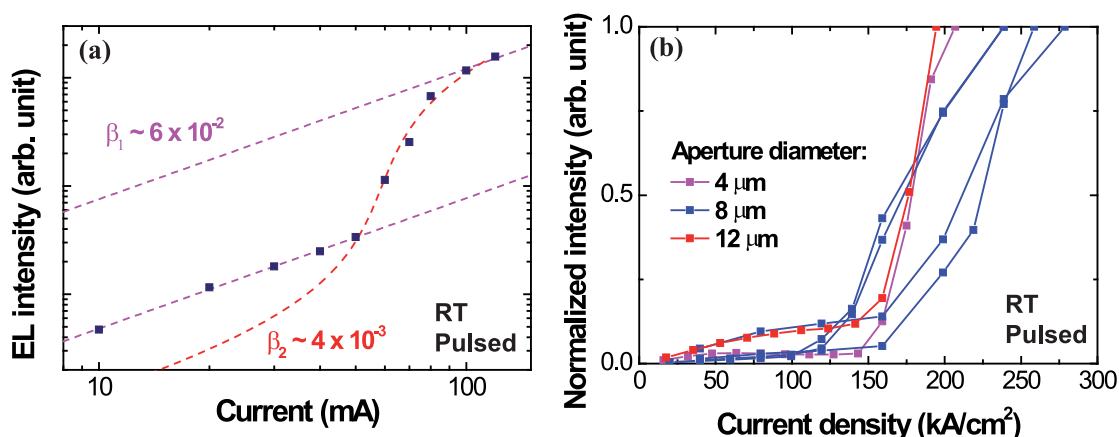 (a)
EL intensity (arb. unit)
β₁ ~ 6 x 10⁻²
β₂ ~ 4 x 10⁻³
RT
Pulsed
10
100
Current (mA)
(b)
Normalized intensity (arb. unit)
1.0
0.5
0.0
Aperture diameter:
4 μm
8 μm
12 μm
RT
Pulsed
0
50
100
150
200
250
300
Current density (kA/cm²)